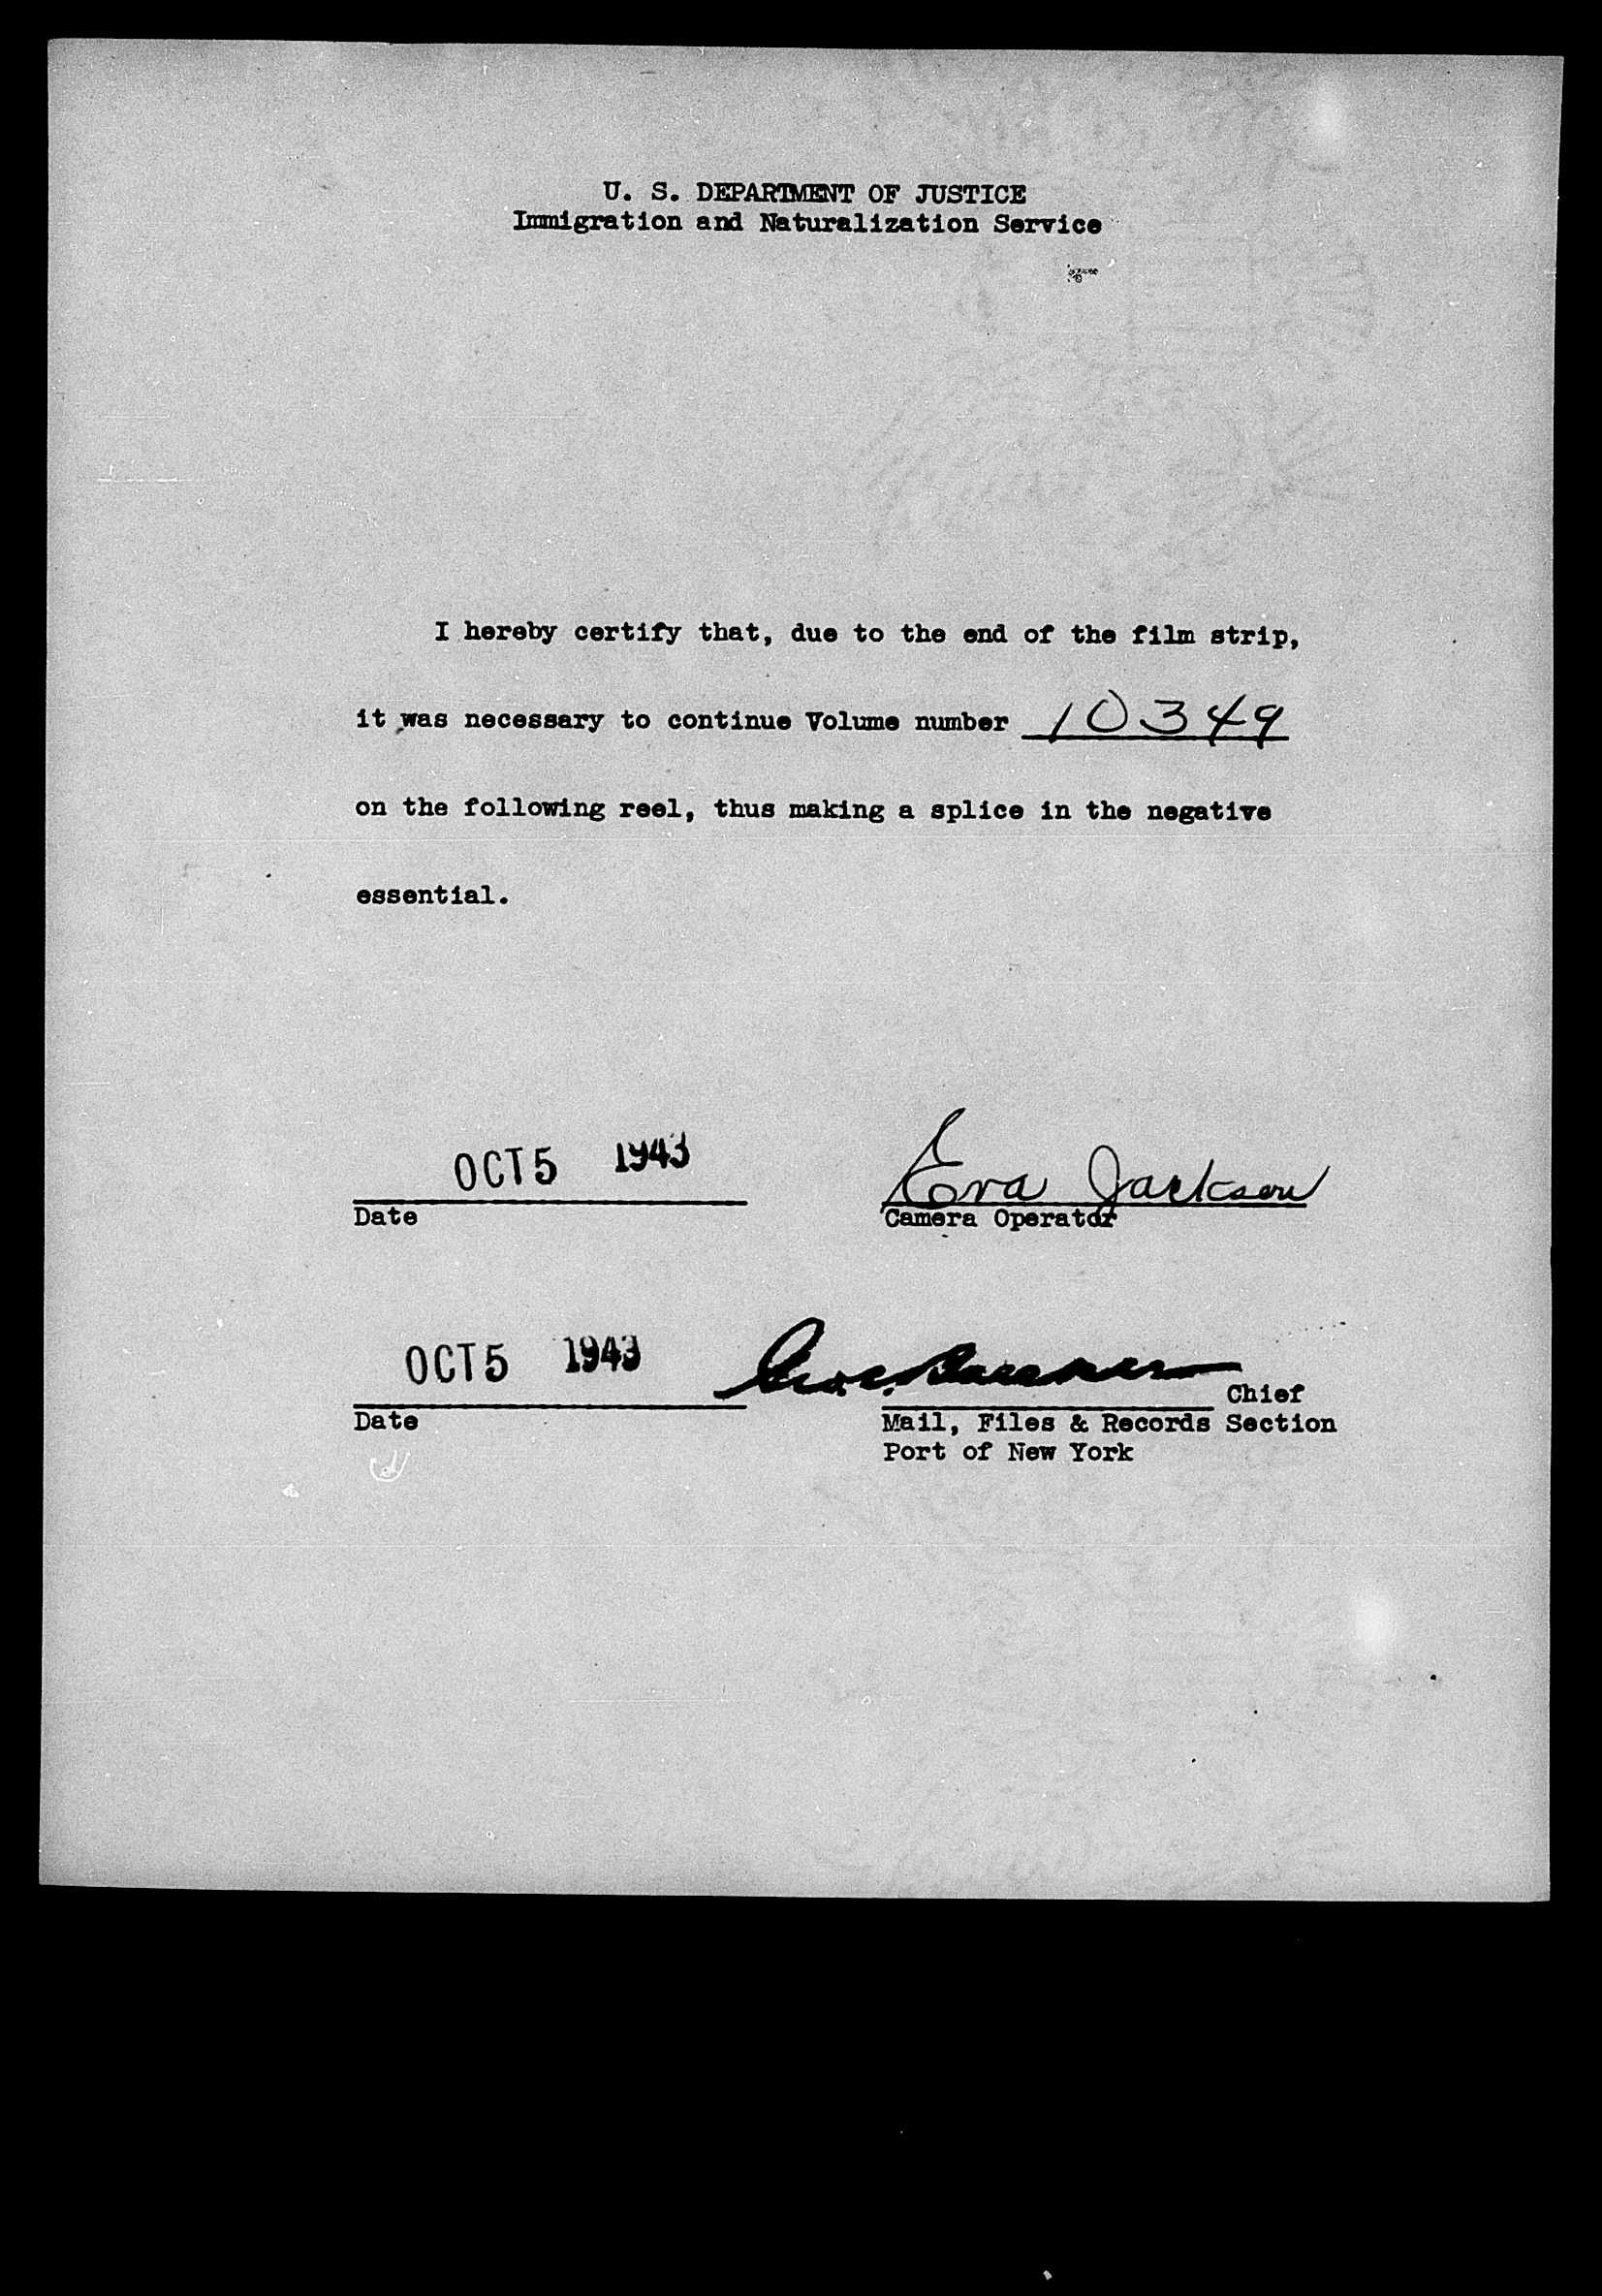 U. S. DEPARTMENT OF JUSTICE
Immigration and Naturalization Service
I hereby certify that, due to the end of the film strip,
it was necessary to continue Volume number 10349
on the following reel, thus making a splice in the negative
essential.
OCT 5 1943
Eva Jackson
Date
Camera Operator
OCT 5 1943
Chief
Date
Mail, Files & Records Section
Port of New York